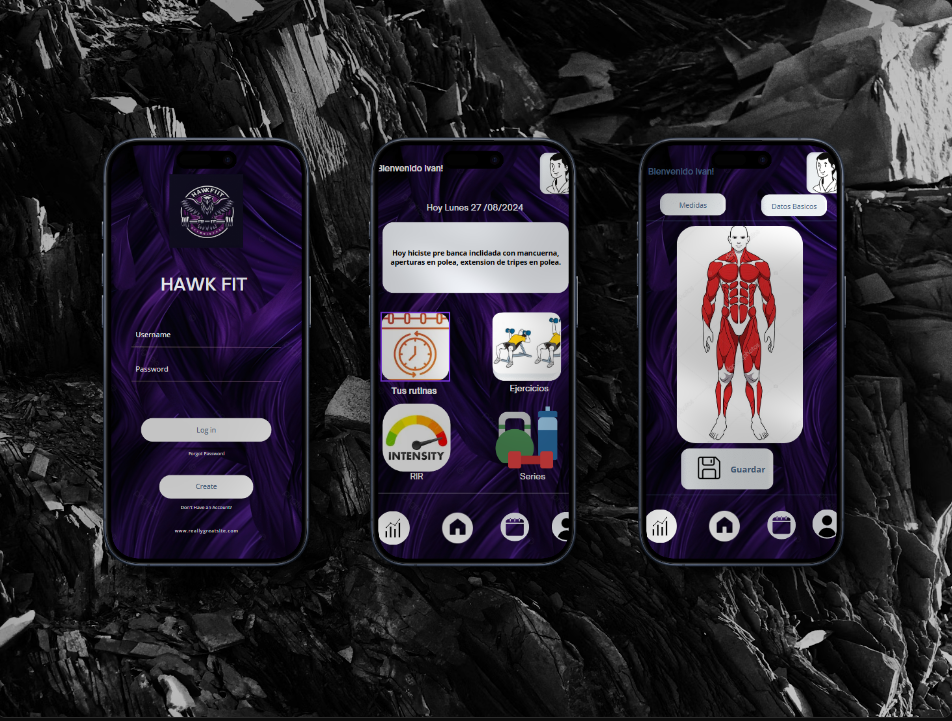 HAWKFIIT
HAWK FIT
Username
Password
Log in
Forgot Password
Create
Don't Have an Account?
www.reallygreatsite.com
Bienvenido Ivan!
Hoy Lunes 27 /08/2024
Hoy hiciste pre banca inclidada con mancuerna,
aperturas en polea, extension de tripes en polea.
Tus rutinas
Ejercicios
INTENSITY
RIR
Series
Bienvenido Ivan!
Medidas
Datos Basicos
Guardar